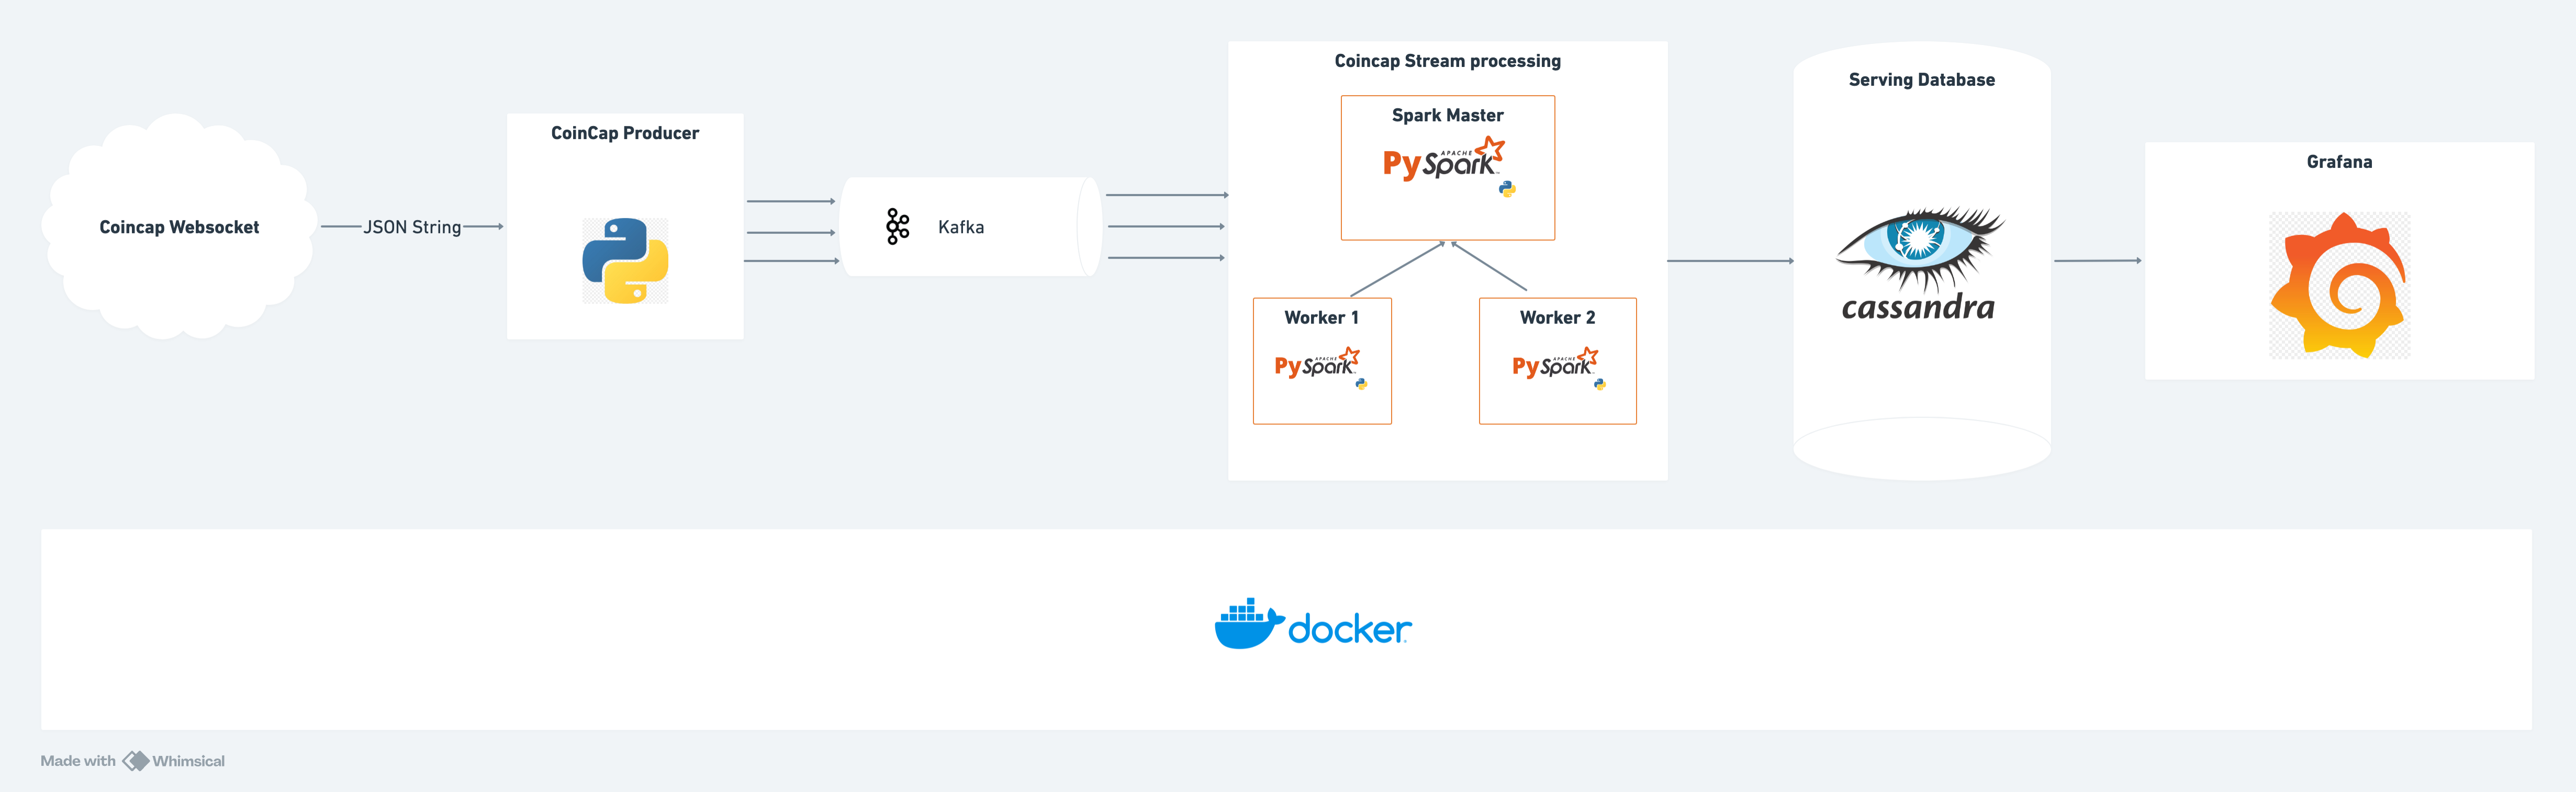 Coincap Websocket
JSON String
CoinCap Producer
Kafka
Coincap Stream processing
Spark Master
APACHE
PySpark
Worker 1
APACHE
PySpark
Worker 2
APACHE
PySpark
Serving Database
cassandra
Grafana
docker
Made with Whimsical